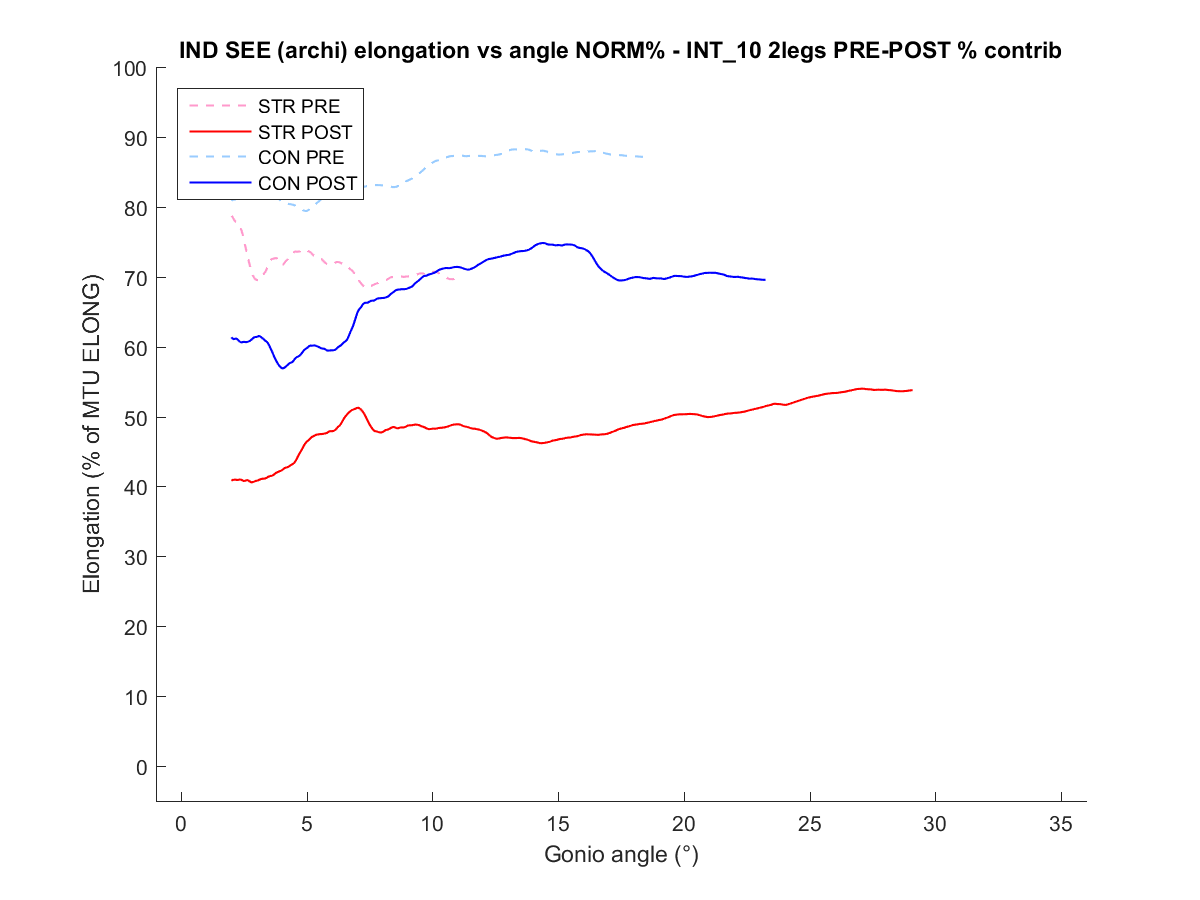 IND SEE (archi) elongation vs angle NORM% - INT_10 2legs PRE-POST % contrib
100
90
80
70
60
50
40
30
20
10
0
Elongation (% of MTU ELONG)
STR PRE
STR POST
CON PRE
CON POST
0 5 10 15 20 25 30 35
Gonio angle (°)